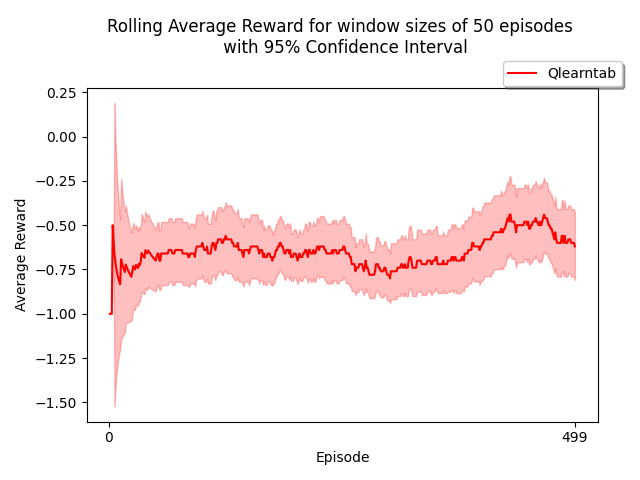 Rolling Average Reward for window sizes of 50 episodes
with 95% Confidence Interval
Qlearntab
Average Reward
0.25
0.00
−0.25
−0.50
−0.75
−1.00
−1.25
−1.50
0
499
Episode